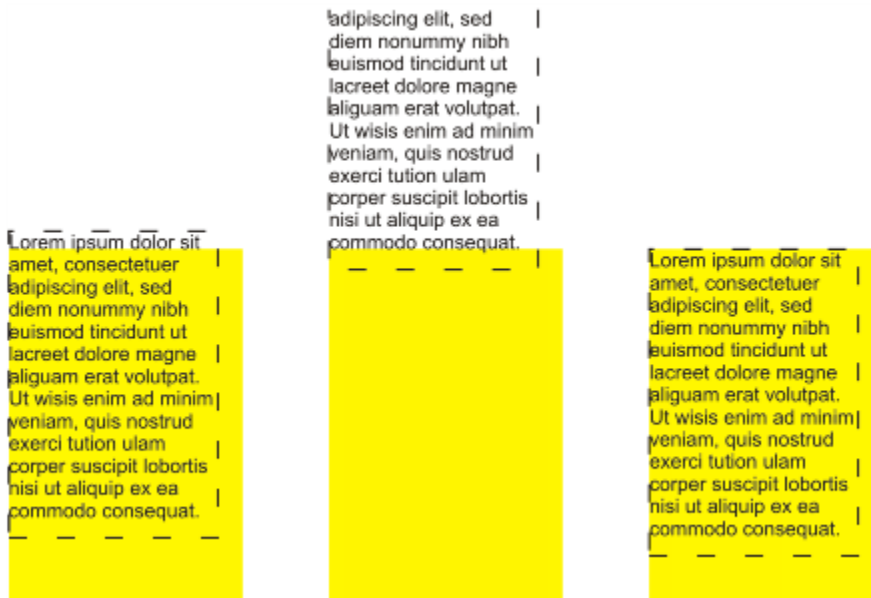 Lorem ipsum dolor sit
amet, consectetuer
adipiscing elit, sed
diem nonummy nibh
euismod tincidunt ut
lacreet dolore magne
aliguam erat volutpat.
Ut wisis enim ad minim
veniam, quis nostrud
exerci tution ulam
corper suscipit lobortis
nisi ut aliquip ex ea
commodo consequat.
adipiscing elit, sed
diem nonummy nibh
euismod tincidunt ut
lacreet dolore magne
aliguam erat volutpat.
Ut wisis enim ad minim
veniam, quis nostrud
exerci tution ulam
corper suscipit lobortis
nisi ut aliquip ex ea
commodo consequat.
Lorem ipsum dolor sit
amet, consectetuer
adipiscing elit, sed
diem nonummy nibh
euismod tincidunt ut
lacreet dolore magne
aliguam erat volutpat.
Ut wisis enim ad minim
veniam, quis nostrud
exerci tution ulam
corper suscipit lobortis
nisi ut aliquip ex ea
commodo consequat.